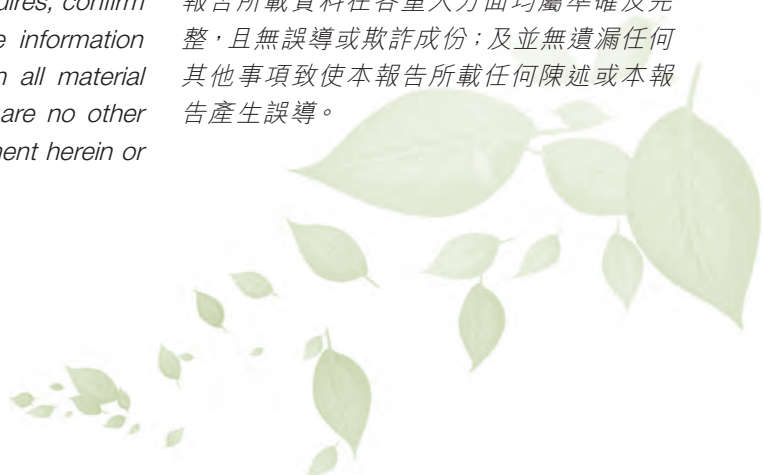 uires, confirm
e information
n all material
are no other
nent herein or
報告所載資料在各重大方面均屬準確及完
整，且無誤導或欺詐成份；及並無遺漏任何
其他事項致使本報告所載任何陳述或本報
告產生誤導。